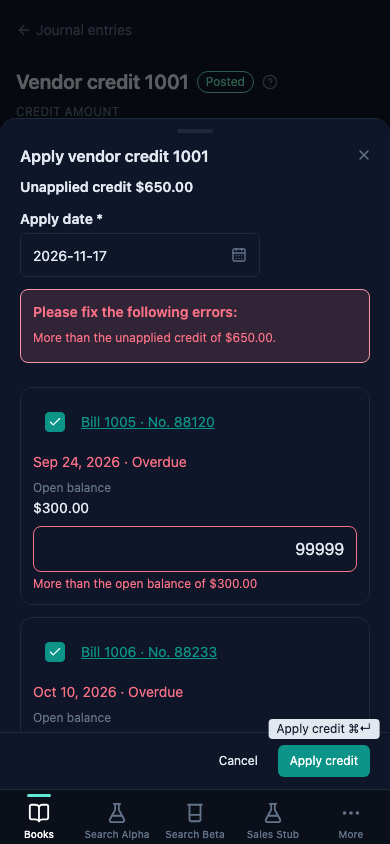 Journal entries
Vendor credit 1001 Posted
CREDIT AMOUNT
Apply vendor credit 1001
Unapplied credit $650.00
Apply date *
2026-11-17
Please fix the following errors:
More than the unapplied credit of $650.00.
Bill 1005 · No. 88120
Sep 24, 2026 · Overdue
Open balance
$300.00
99999
More than the open balance of $300.00
Bill 1006 · No. 88233
Oct 10, 2026 · Overdue
Open balance
Apply credit ⌘↵
Cancel Apply credit
Books Search Alpha Search Beta Sales Stub More